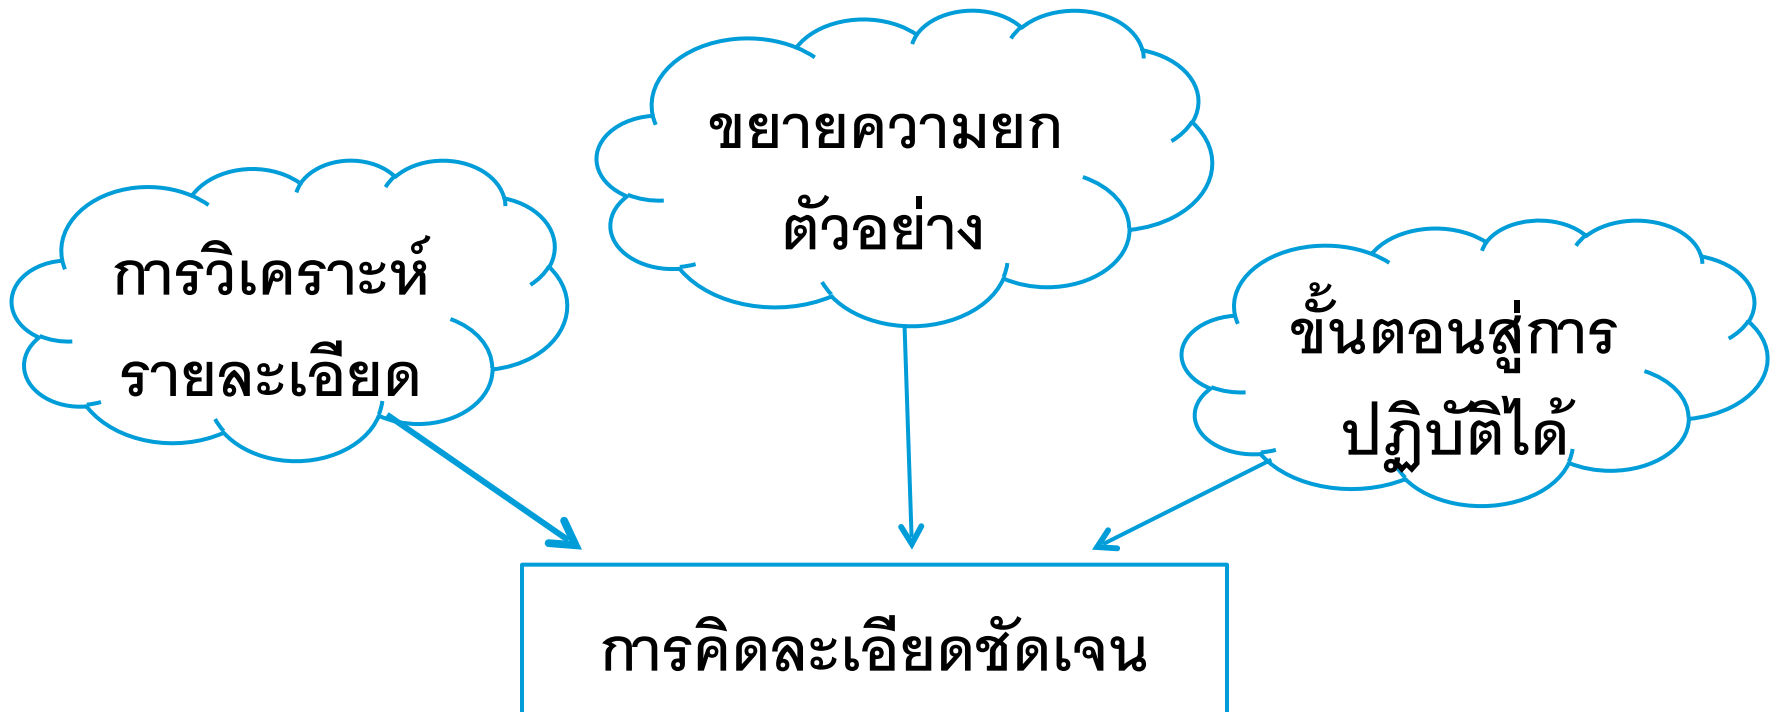 การวิเคราะห์
รายละเอียด
ขยายความยก
ตัวอย่าง
ขั้นตอนสู่การ
ปฏิบัติได้
การคิดละเอียดชัดเจน